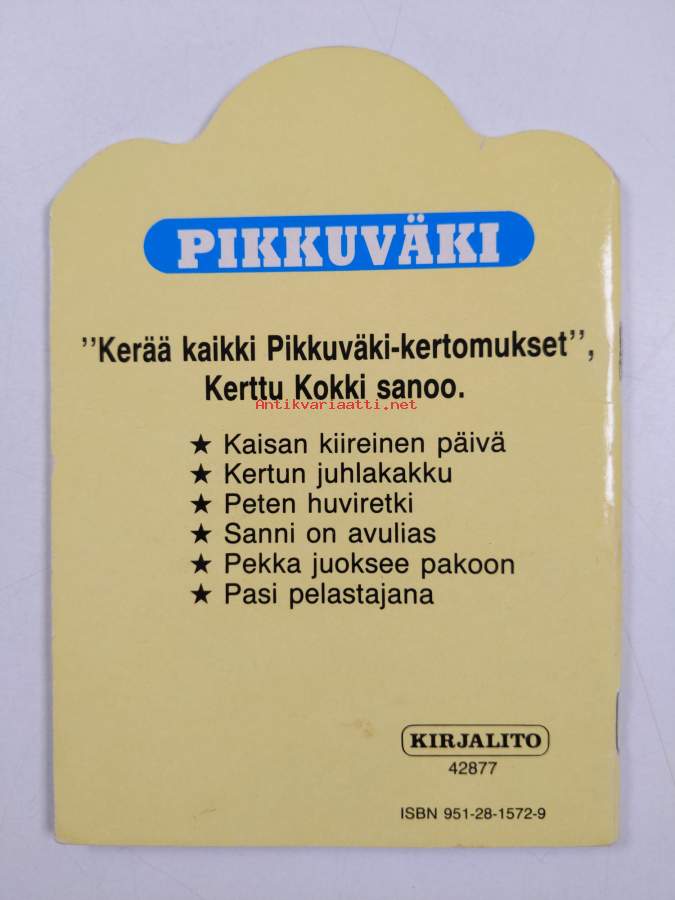 PIKKUVÄKI
"Kerää kaikki Pikkuväki-kertomukset",
Kerttu Kokki sanoo.
Antikvariaatti.net
★ Kaisan kiireinen päivä
★ Kertun juhlakakku
★ Peten huviretki
★ Sanni on avulias
★ Pekka juoksee pakoon
★ Pasi pelastajana
KIRJALITO
42877
ISBN 951-28-1572-9